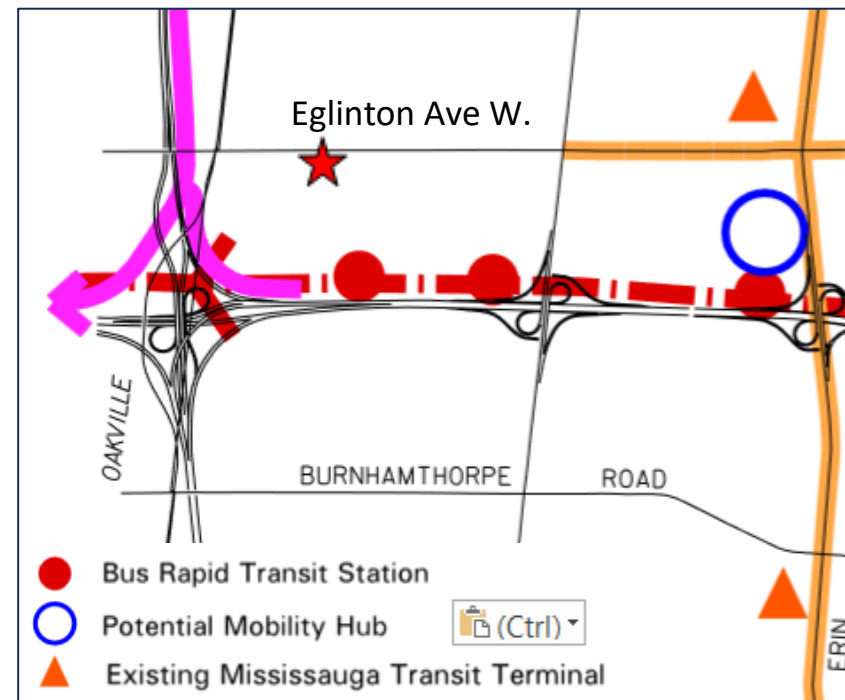 Eglinton Ave W.
OAKVILLE
BURNHAMTHORPE ROAD
ERIN
Bus Rapid Transit Station
Potential Mobility Hub
(Ctrl)
Existing Mississauga Transit Terminal